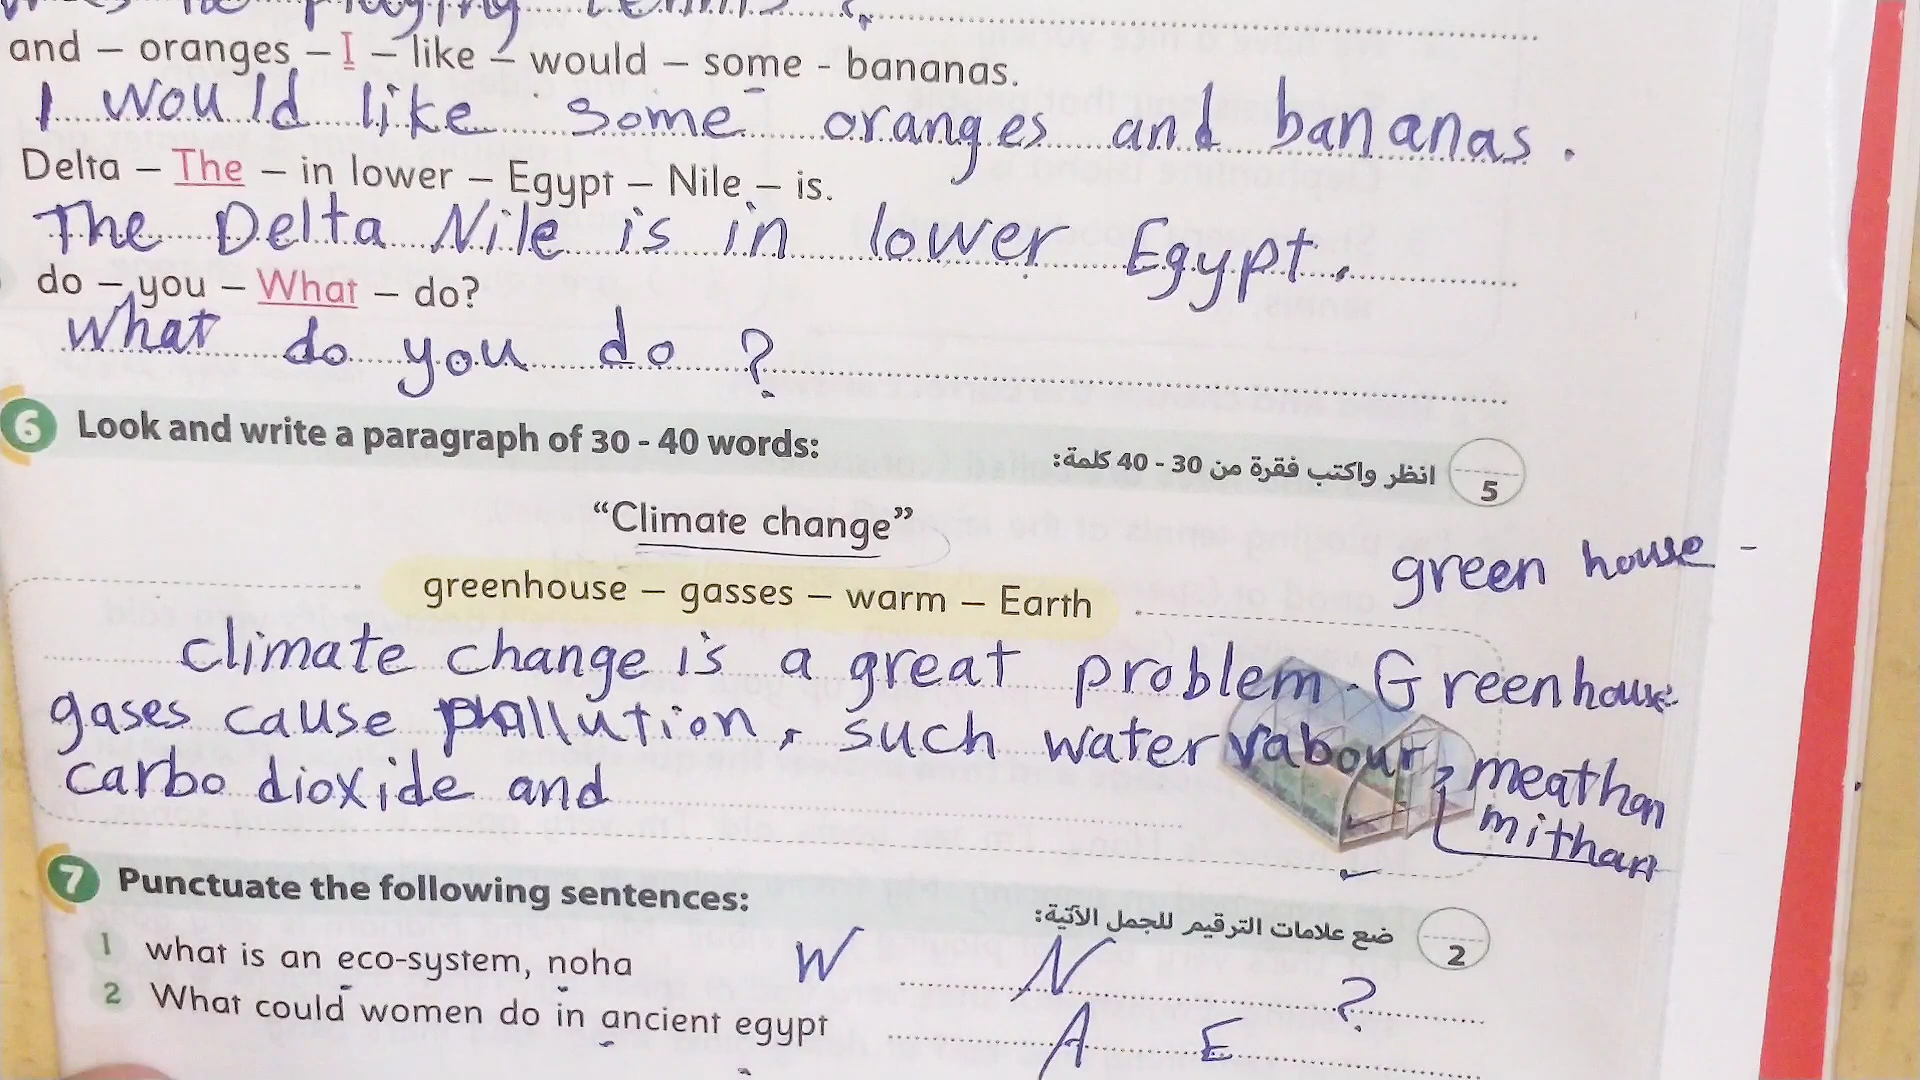 playing tennis ?
and – oranges – I – like – would – some - bananas.
I would like some oranges and bananas.
Delta – The – in lower – Egypt – Nile – is.
The Delta Nile is in lower Egypt.
do – you – What – do?
What do you do ?
6 Look and write a paragraph of 30 - 40 words:
انظر واكتب فقرة من 30 - 40 كلمة:
5
“Climate change”
green house -
greenhouse – gasses – warm – Earth
climate change is a great problem. Greenhouse
gases cause pollution, such water vabour, meathan
carbo dioxide and
mithan
7 Punctuate the following sentences:
ضع علامات الترقيم للجمل الآتية:
2
1 what is an eco-system, noha W N ?
2 What could women do in ancient egypt A E